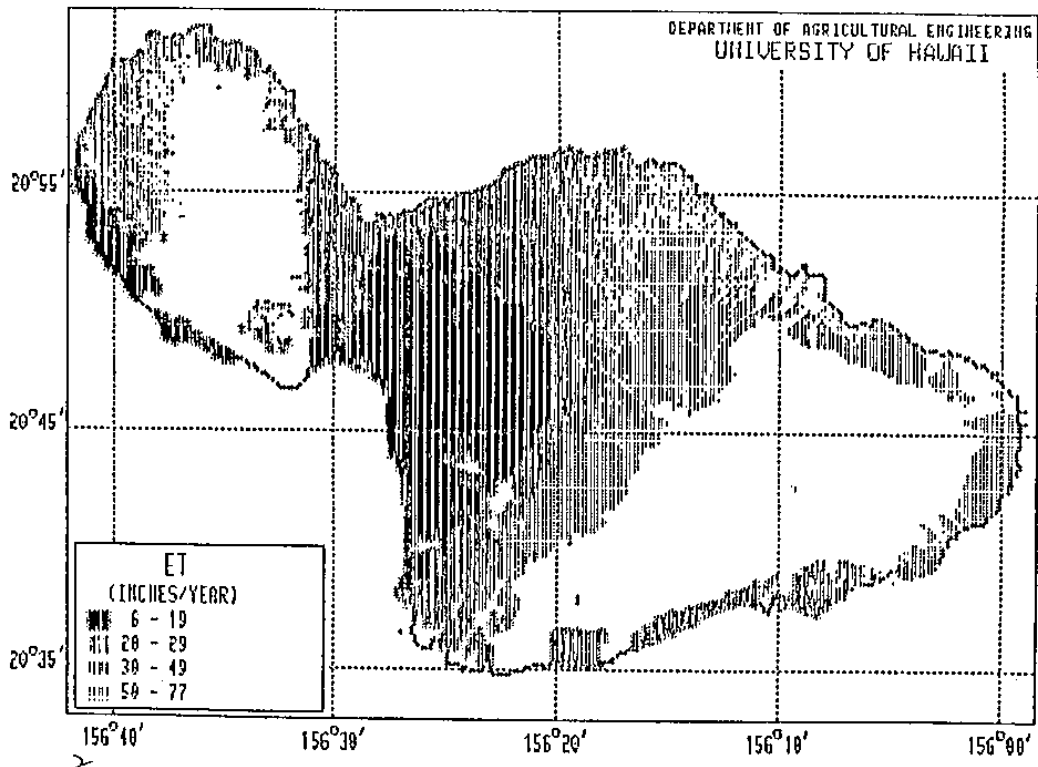 DEPARTMENT OF AGRICULTURAL ENGINEERING
UNIVERSITY OF HAWAII
20°55'
20°45'
20°35'
ET
(INCHES/YEAR)
6 - 19
20 - 29
30 - 49
50 - 77
156°40' 156°30' 156°20' 156°10' 156°00'